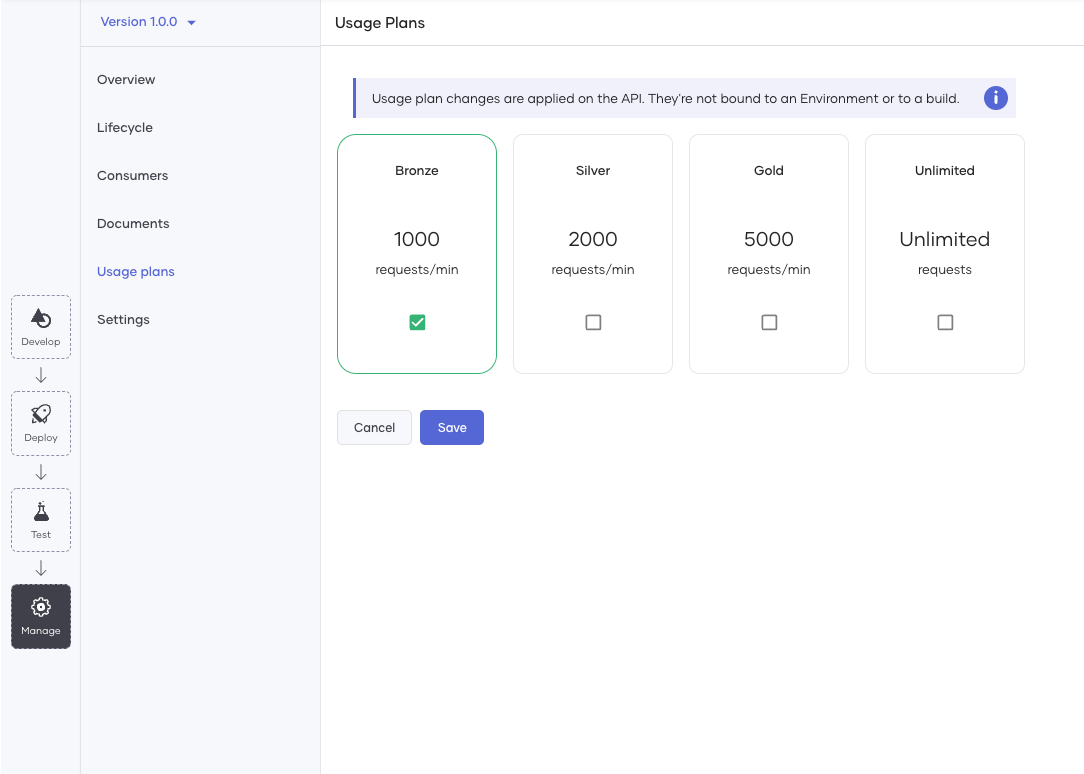 Version 1.0.0
Usage Plans
Overview
Lifecycle
Consumers
Documents
Usage plans
Settings
Develop
Deploy
Test
Manage
Usage plan changes are applied on the API. They're not bound to an Environment or to a build.
Bronze
1000
requests/min
Silver
2000
requests/min
Gold
5000
requests/min
Unlimited
Unlimited
requests
Cancel
Save